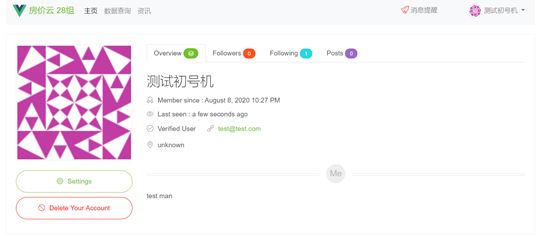 房价云 28组 主页 数据查询 资讯 消息提醒 测试初号机
Overview Followers 0 Following 1 Posts 0
测试初号机
Member since : August 8, 2020 10:27 PM
Last seen : a few seconds ago
Verified User test@test.com
unknown
Settings
Delete Your Account
Me
test man